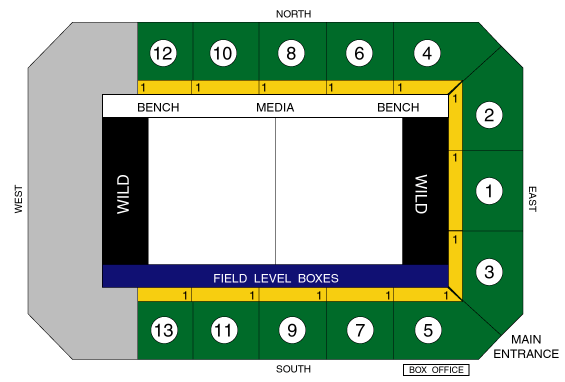 NORTH
12 10 8 6 4
1 1 1 1 1
1
BENCH MEDIA BENCH
2
1
WILD WILD
1
WEST
EAST
1
3
FIELD LEVEL BOXES
1 1 1 1 1
13 11 9 7 5
MAIN
ENTRANCE
SOUTH
BOX OFFICE